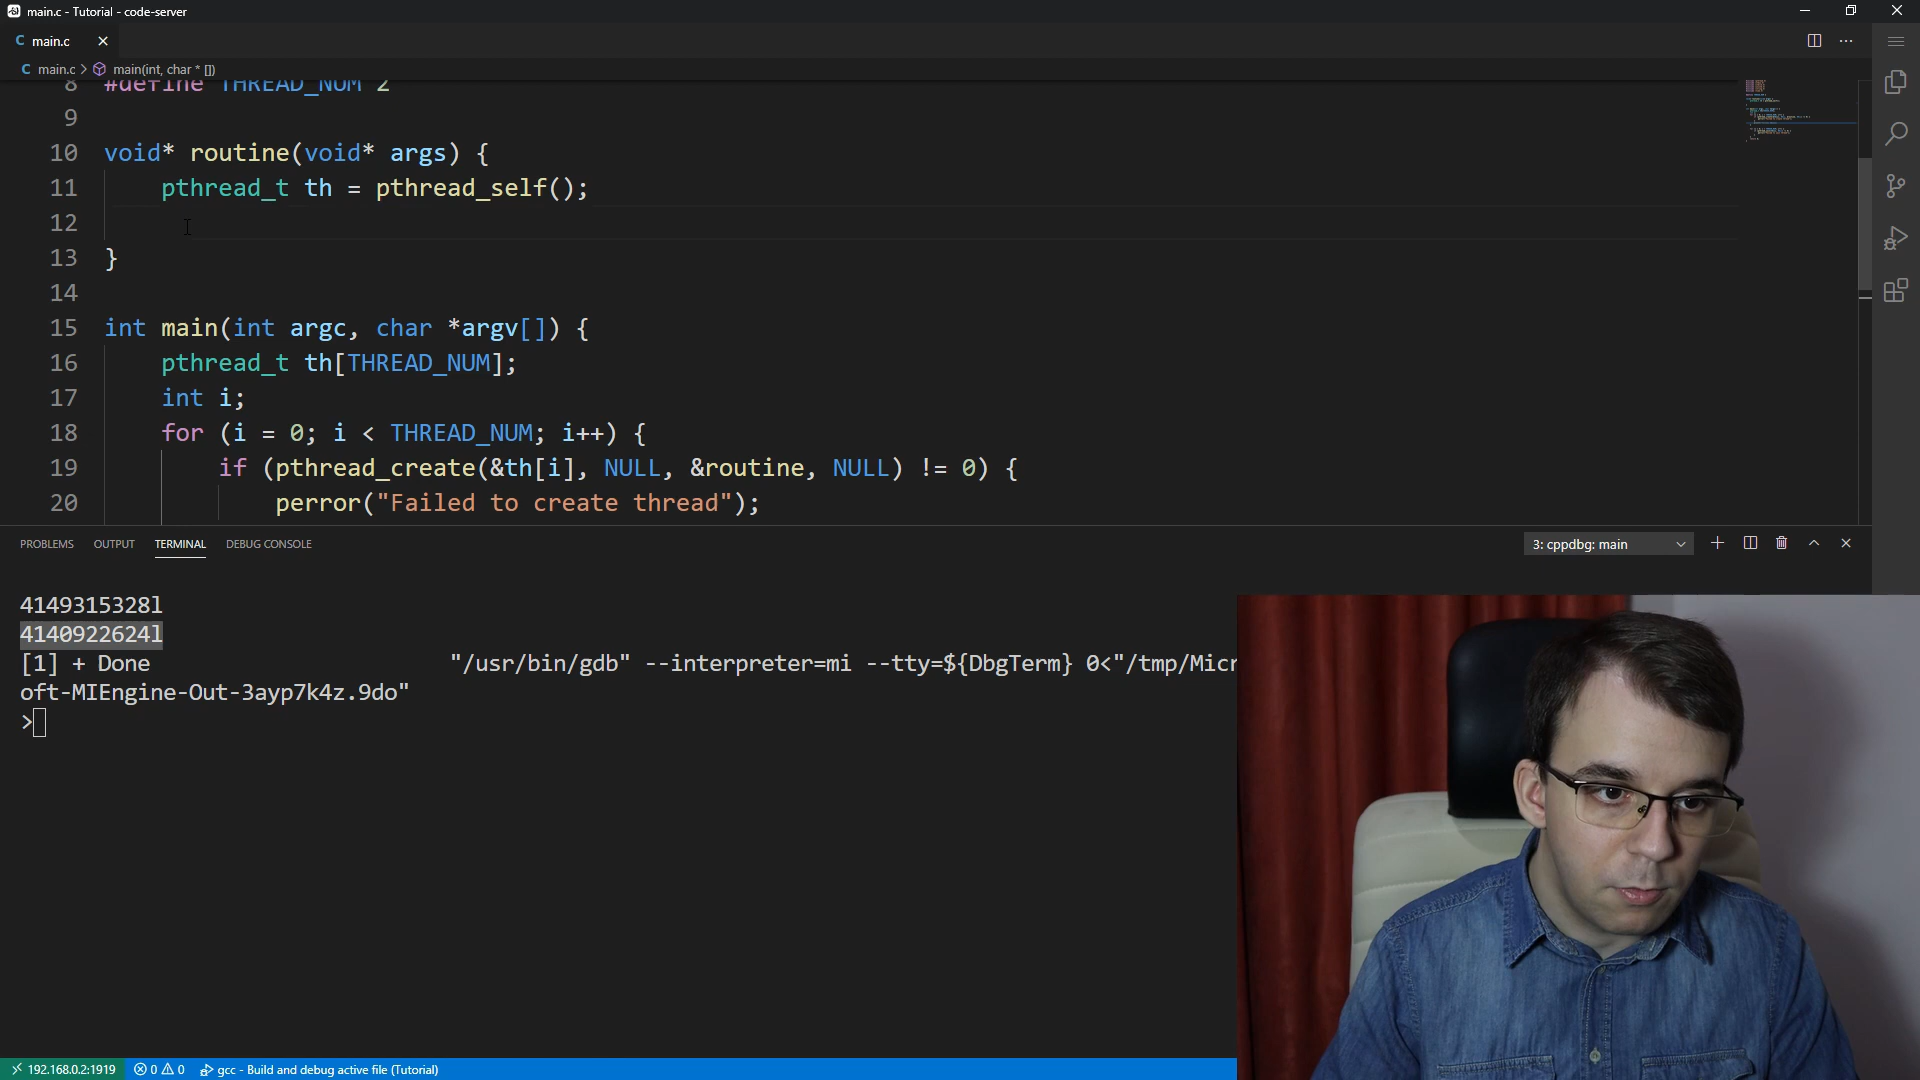 main.c - Tutorial - code-server
main.c
main.c > main(int, char * [])
8 #define THREAD_NUM 2
9
10 void* routine(void* args) {
11 pthread_t th = pthread_self();
12
13 }
14
15 int main(int argc, char *argv[]) {
16 pthread_t th[THREAD_NUM];
17 int i;
18 for (i = 0; i < THREAD_NUM; i++) {
19 if (pthread_create(&th[i], NULL, &routine, NULL) != 0) {
20 perror("Failed to create thread");
PROBLEMS OUTPUT TERMINAL DEBUG CONSOLE 3: cppdbg: main
4149315328l
4140922624l
[1] + Done "/usr/bin/gdb" --interpreter=mi --tty=${DbgTerm} 0<"/tmp/Micr
oft-MIEngine-Out-3ayp7k4z.9do"
>
192.168.0.2:1919 0 0 gcc - Build and debug active file (Tutorial)